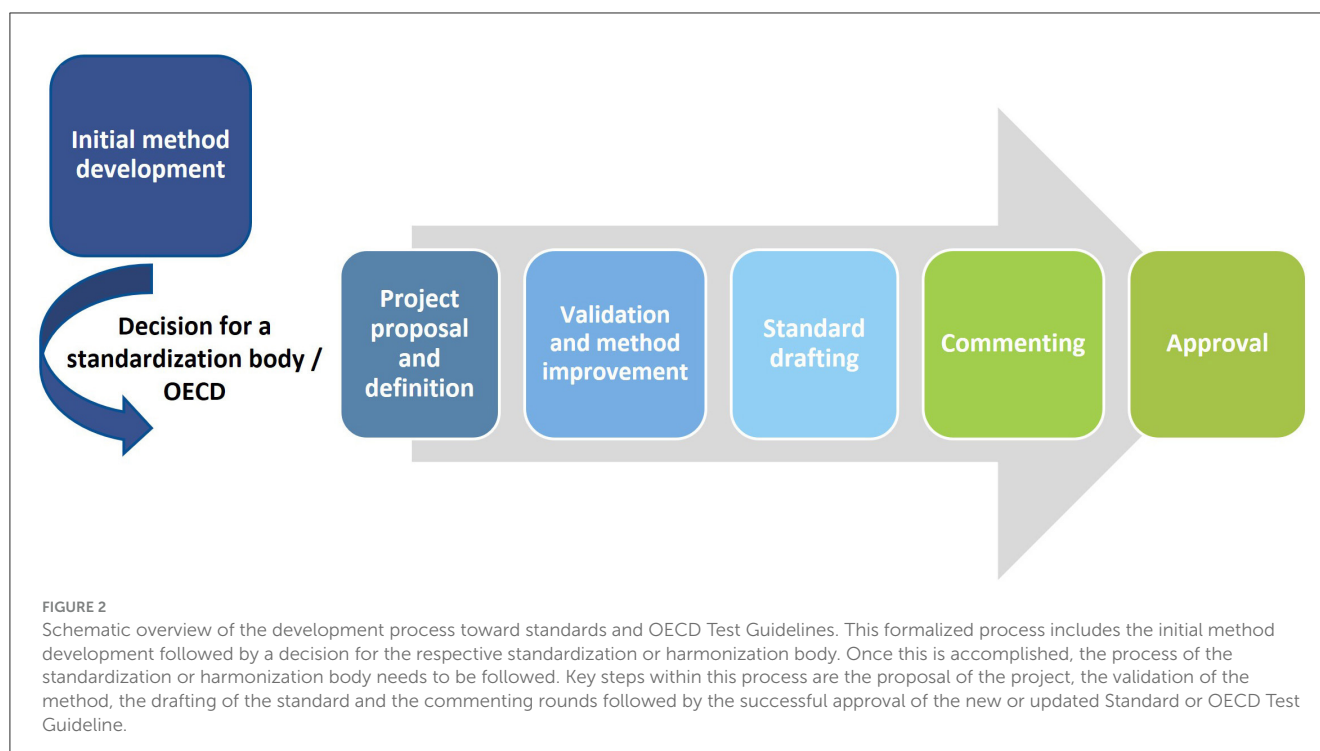 Initial method
development
Decision for a
standardization body /
OECD
Project
proposal
and
definition
Validation
and method
improvement
Standard
drafting
Commenting
Approval
FIGURE 2
Schematic overview of the development process toward standards and OECD Test Guidelines. This formalized process includes the initial method
development followed by a decision for the respective standardization or harmonization body. Once this is accomplished, the process of the
standardization or harmonization body needs to be followed. Key steps within this process are the proposal of the project, the validation of the
method, the drafting of the standard and the commenting rounds followed by the successful approval of the new or updated Standard or OECD Test
Guideline.